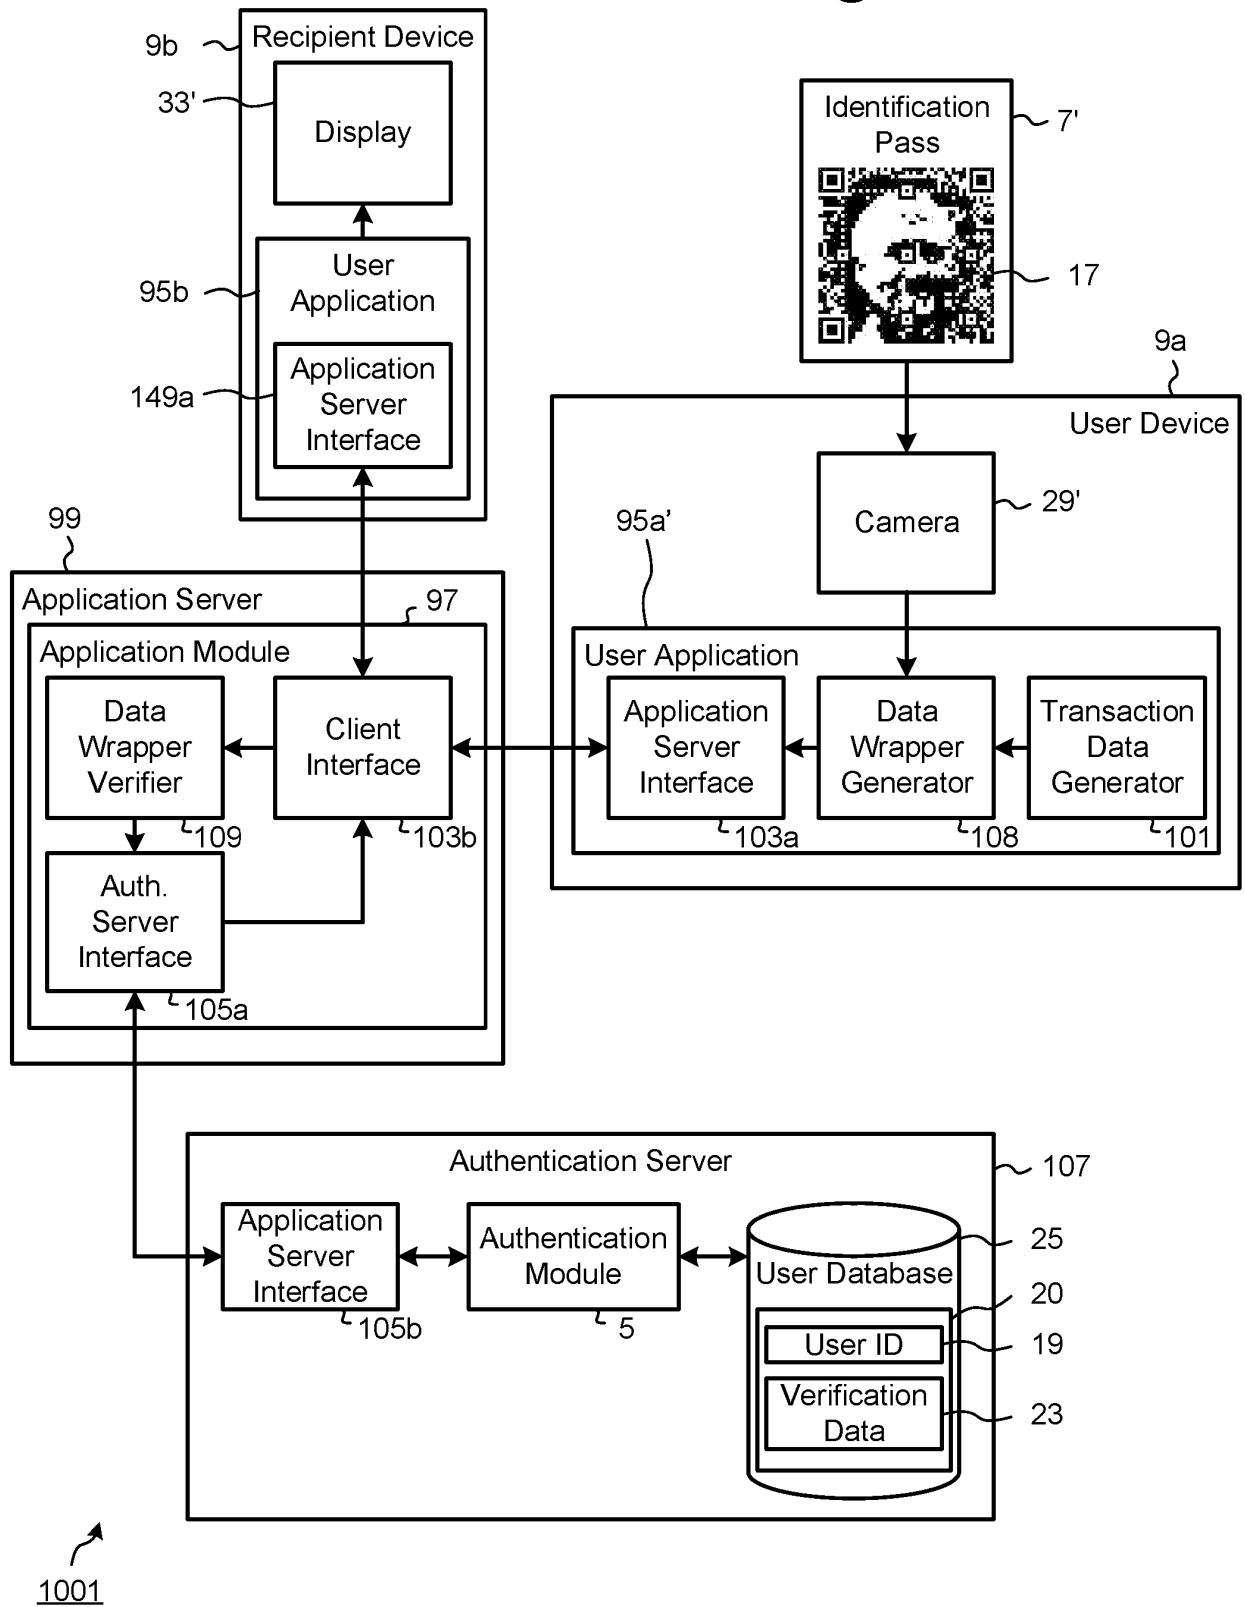 9b
Recipient Device
33'
Display
95b
User
Application
149a
Application
Server
Interface
Identification
Pass
7'
17
9a
User Device
29'
Camera
95a’
User Application
Application
Server
Interface
103a
Data
Wrapper
Generator
108
Transaction
Data
Generator
101
99
Application Server
97
Application Module
Data
Wrapper
Verifier
109
Client
Interface
103b
Auth.
Server
Interface
105a
Authentication Server
107
Application
Server
Interface
105b
Authentication
Module
5
25
User Database
20
User ID
19
Verification
Data
23
1001